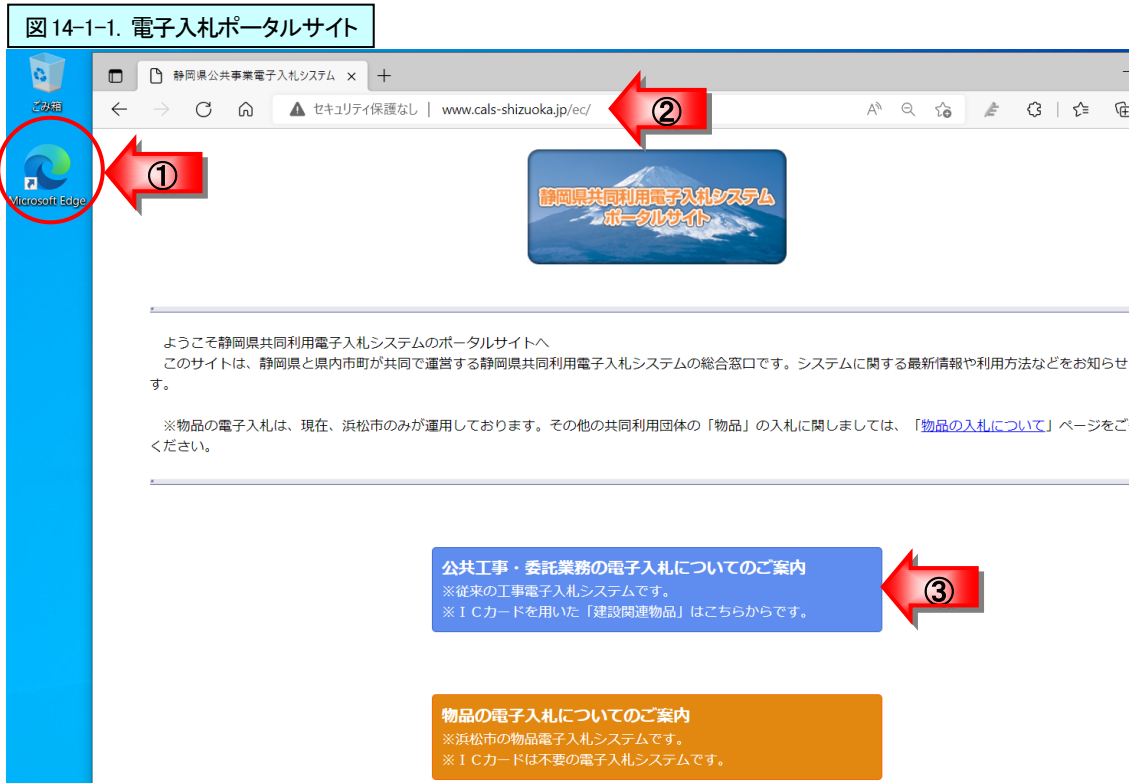 図14-1-1. 電子入札ポータルサイト
ごみ箱
静岡県公共事業電子入札システム
セキュリティ保護なし | www.cals-shizuoka.jp/ec/
②
①
Microsoft Edge
静岡県共同利用電子入札システム
ポータルサイト
ようこそ静岡県共同利用電子入札システムのポータルサイトへ
このサイトは、静岡県と県内市町が共同で運営する静岡県共同利用電子入札システムの総合窓口です。システムに関する最新情報や利用方法などをお知らせ
す。
※物品の電子入札は、現在、浜松市のみが運用しております。その他の共同利用団体の「物品」の入札に関しましては、「物品の入札について」ページをご
ください。
公共工事・委託業務の電子入札についてのご案内
※従来の工事電子入札システムです。
※ＩＣカードを用いた「建設関連物品」はこちらからです。
③
物品の電子入札についてのご案内
※浜松市の物品電子入札システムです。
※ＩＣカードは不要の電子入札システムです。